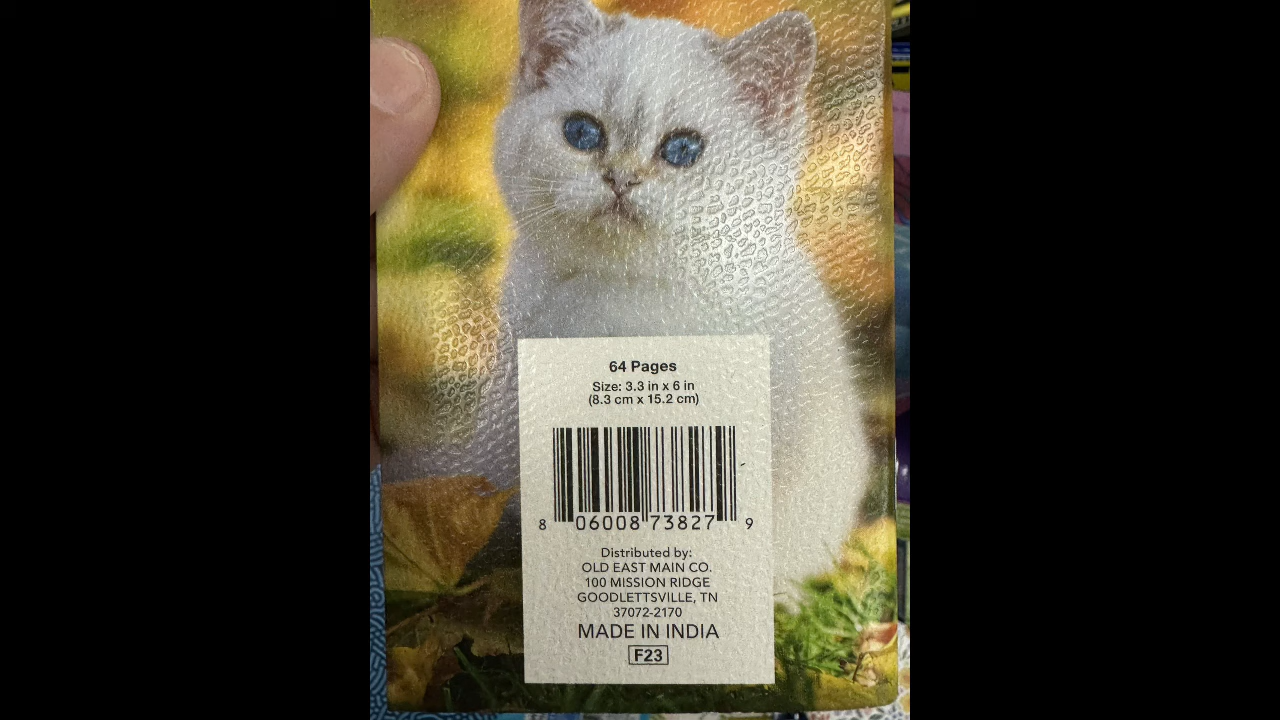 64 Pages
Size: 3.3 in x 6 in
(8.3 cm x 15.2 cm)
8 06008 73827 9
Distributed by:
OLD EAST MAIN CO.
100 MISSION RIDGE
GOODLETTSVILLE, TN
37072-2170
MADE IN INDIA
F23